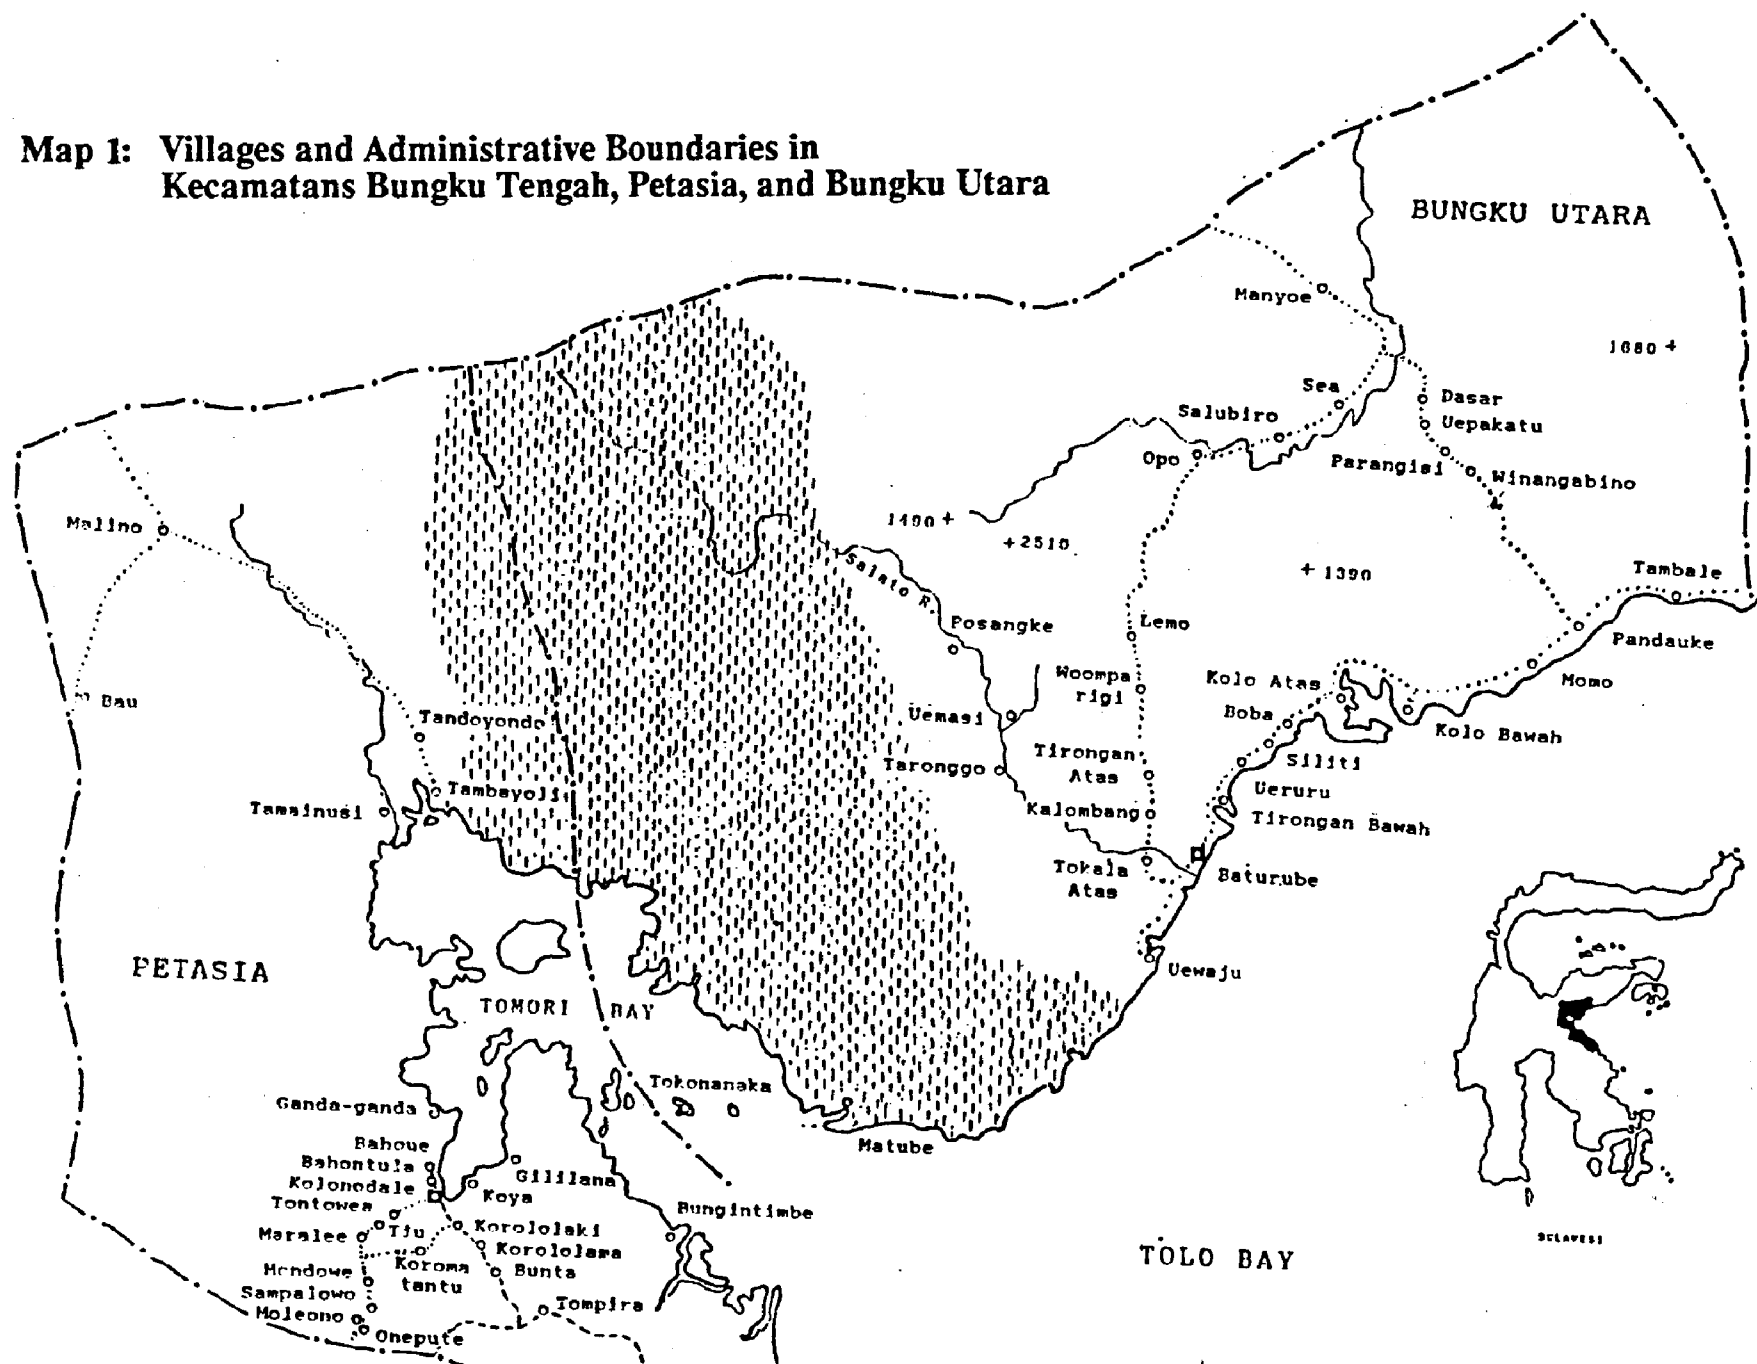 Map 1: Villages and Administrative Boundaries in
Kecamatans Bungku Tengah, Petasia, and Bungku Utara
BUNGKU UTARA
Manyoe
1680 +
Sea
Dasar
Salubiro
Uepakatu
Opo
Parangisi
Winangabino
Malino
1490 +
+2510
+ 1390
Salato R.
Tambale
Posangke
Lemo
Pandauke
Woompa
rigi
Kolo Atas
Momo
Bau
Tandoyondo
Uemasi
Boba
Kolo Bawah
Tirongan
Atas
Siliti
Taronggo
Tambayoli
Ueruru
Tamainusi
Kalombang
Tirongan Bawah
Tokala
Atas
Baturube
PETASIA
Uewaju
TOMORI BAY
Tokonanaka
Ganda-ganda
Matube
Bahoue
Bahontula
Gililana
Kolonodale
Koya
Tontowea
Bungintimbe
Tiu
Korololaki
Maralee
Korololama
Koroma
tantu
Bunta
TOLO BAY
SULAWESI
Mondowe
Sampalowo
Tompira
Moleono
Onepute